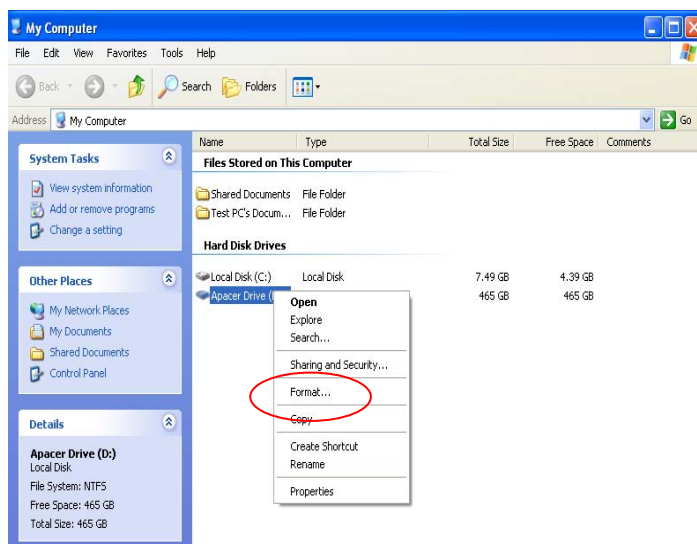 My Computer
File Edit View Favorites Tools Help
Back Search Folders
Address My Computer Go
System Tasks
View system information
Add or remove programs
Change a setting
Other Places
My Network Places
My Documents
Shared Documents
Control Panel
Details
Apacer Drive (D:)
Local Disk
File System: NTFS
Free Space: 465 GB
Total Size: 465 GB
Name Type Total Size Free Space Comments
Files Stored on This Computer
Shared Documents File Folder
Test PC's Docum... File Folder
Hard Disk Drives
Local Disk (C:) Local Disk 7.49 GB 4.39 GB
Apacer Drive ( 465 GB 465 GB
Open
Explore
Search...
Sharing and Security...
Format...
Copy
Create Shortcut
Rename
Properties